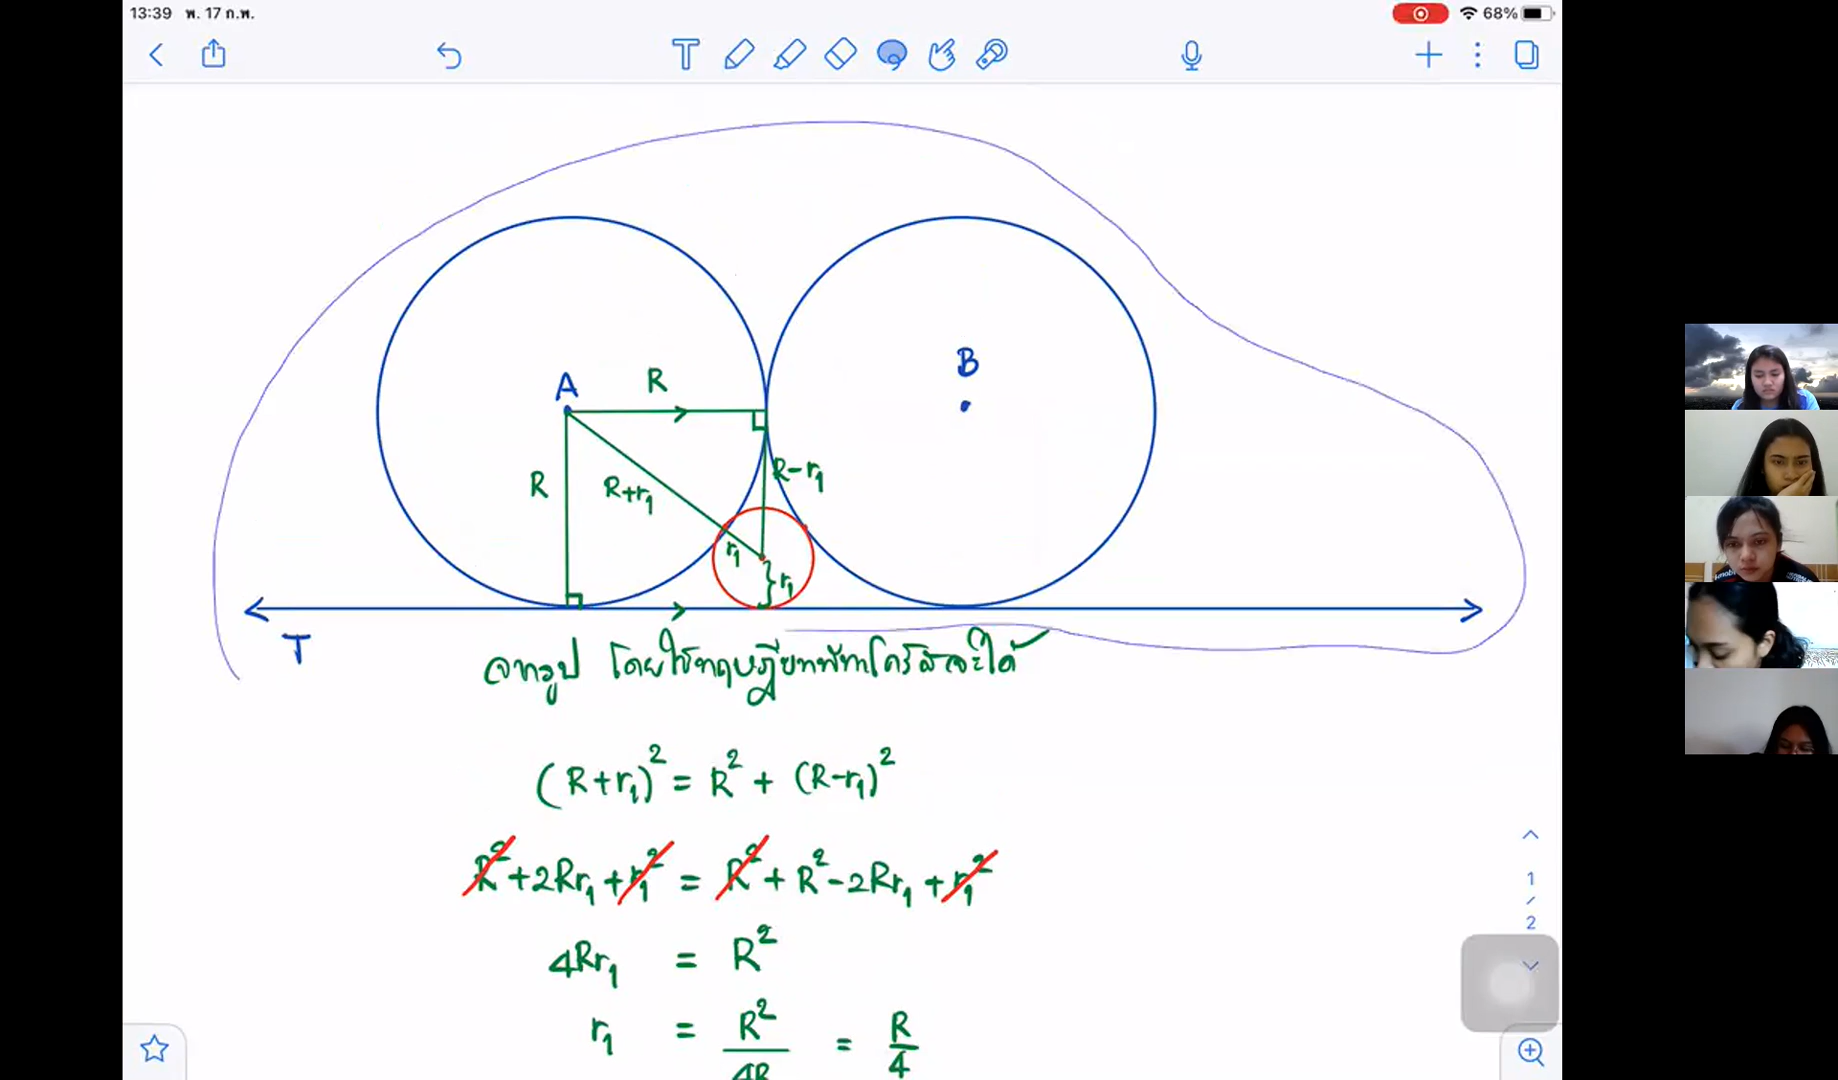 13:39 พ. 17 ก.พ.
68%
A
R
B
R
R+r₁
R-r₁
r₁
r₁
T
จากรูป โดยใช้ทฤษฎีบทพีทาโกรัสจะได้
(R+r₁)² = R² + (R-r₁)²
R² + 2Rr₁ + r₁² = R² + R² - 2Rr₁ + r₁²
4Rr₁ = R²
r₁ = R²/4R = R/4
1
/
2